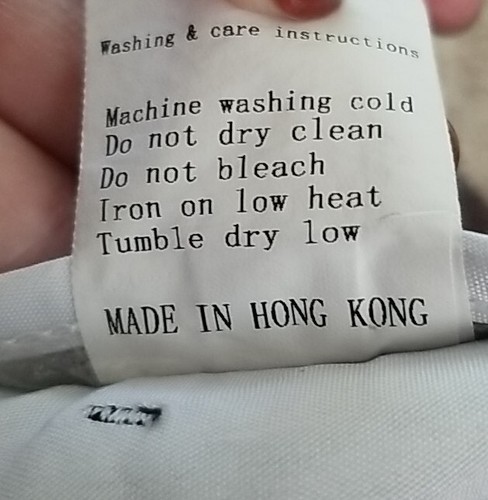 Washing & care instructions
Machine washing cold
Do not dry clean
Do not bleach
Iron on low heat
Tumble dry low
MADE IN HONG KONG